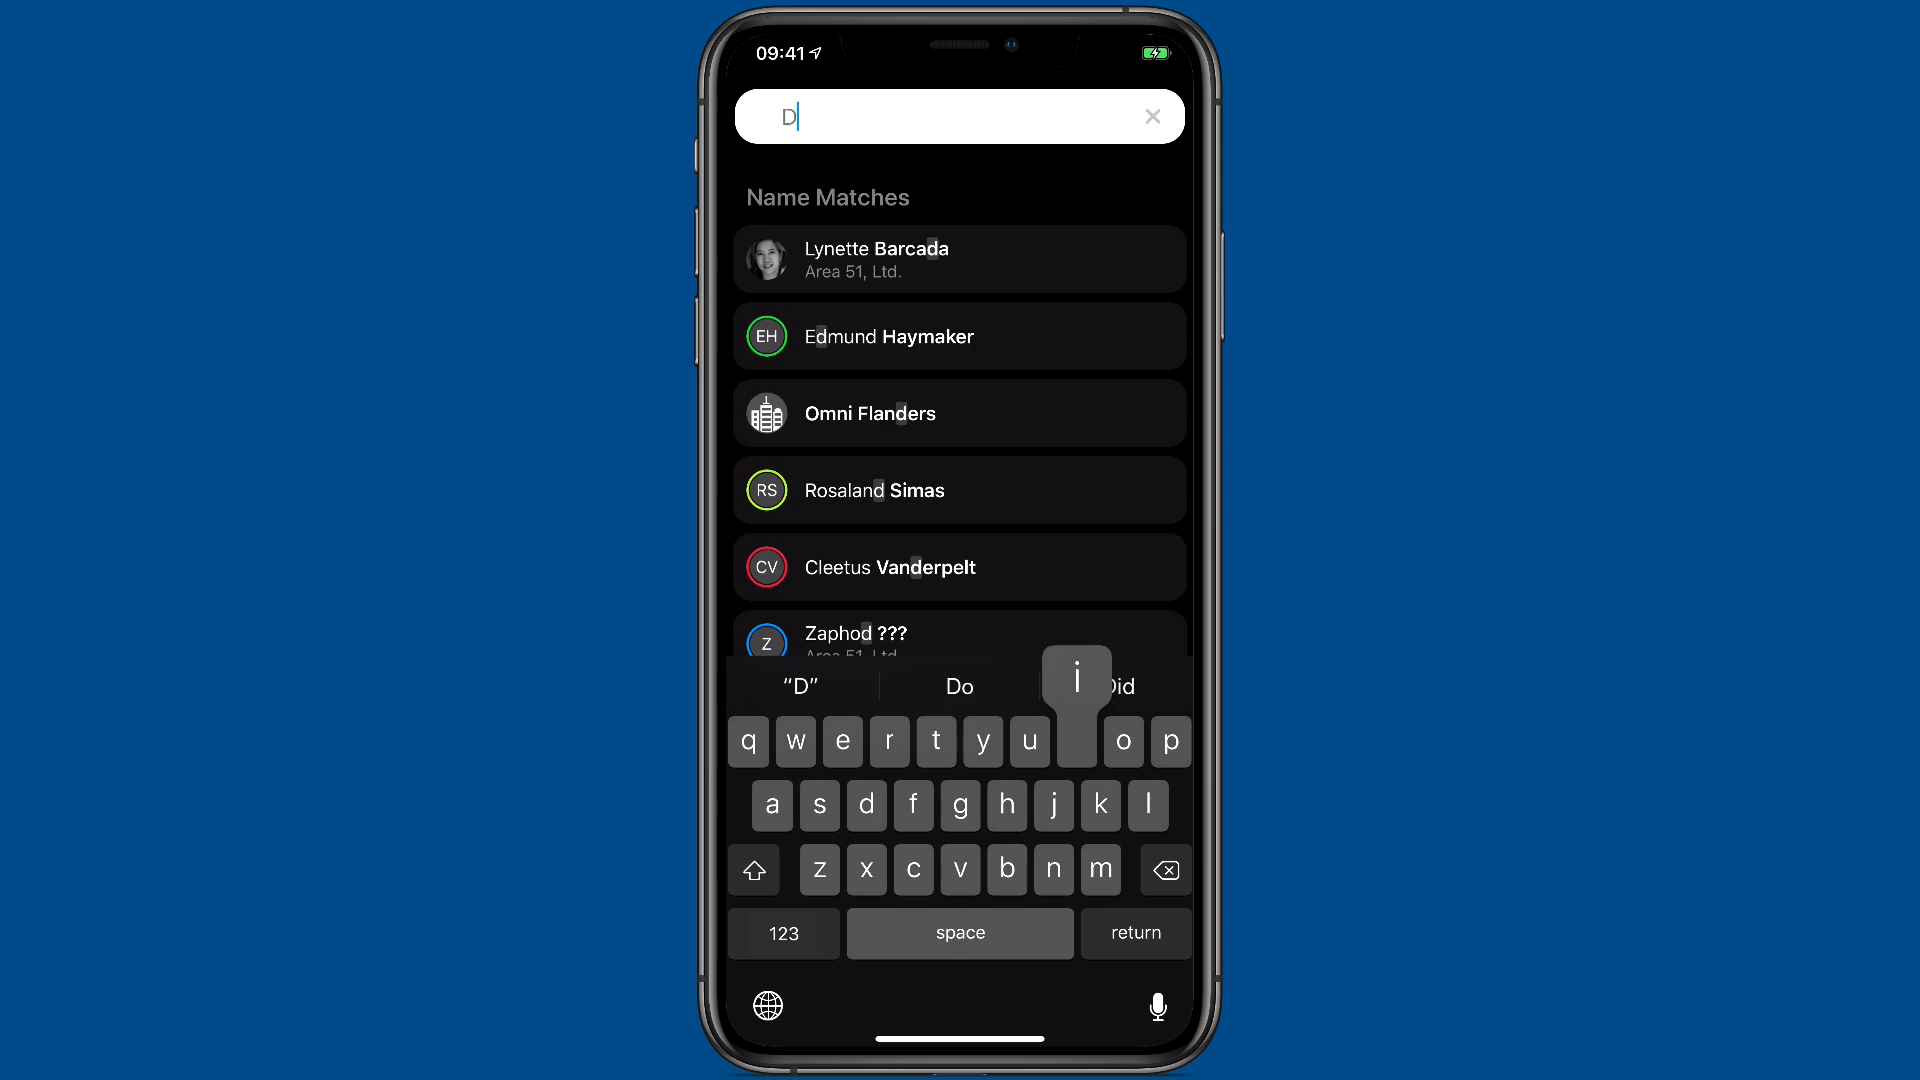 09:41
D
Name Matches
Lynette Barcada
Area 51, Ltd.
EH
Edmund Haymaker
Omni Flanders
RS
Rosaland Simas
CV
Cleetus Vanderpelt
Z
Zaphod ???
Area 51, Ltd.
“D”
Do
Did
i
q w e r t y u o p
a s d f g h j k l
z x c v b n m
123
space
return